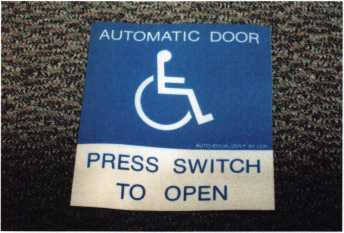 AUTOMATIC DOOR
PRESS SWITCH
TO OPEN